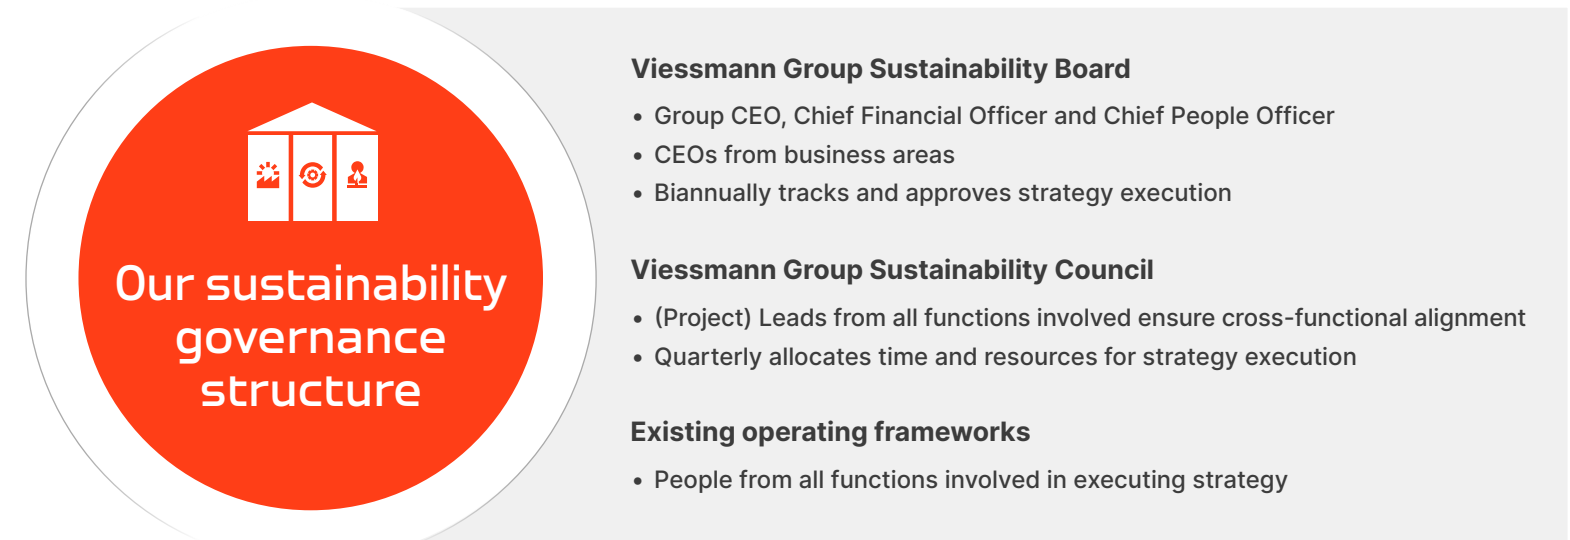 Our sustainability
governance
structure
Viessmann Group Sustainability Board
• Group CEO, Chief Financial Officer and Chief People Officer
• CEOs from business areas
• Biannually tracks and approves strategy execution
Viessmann Group Sustainability Council
• (Project) Leads from all functions involved ensure cross-functional alignment
• Quarterly allocates time and resources for strategy execution
Existing operating frameworks
• People from all functions involved in executing strategy